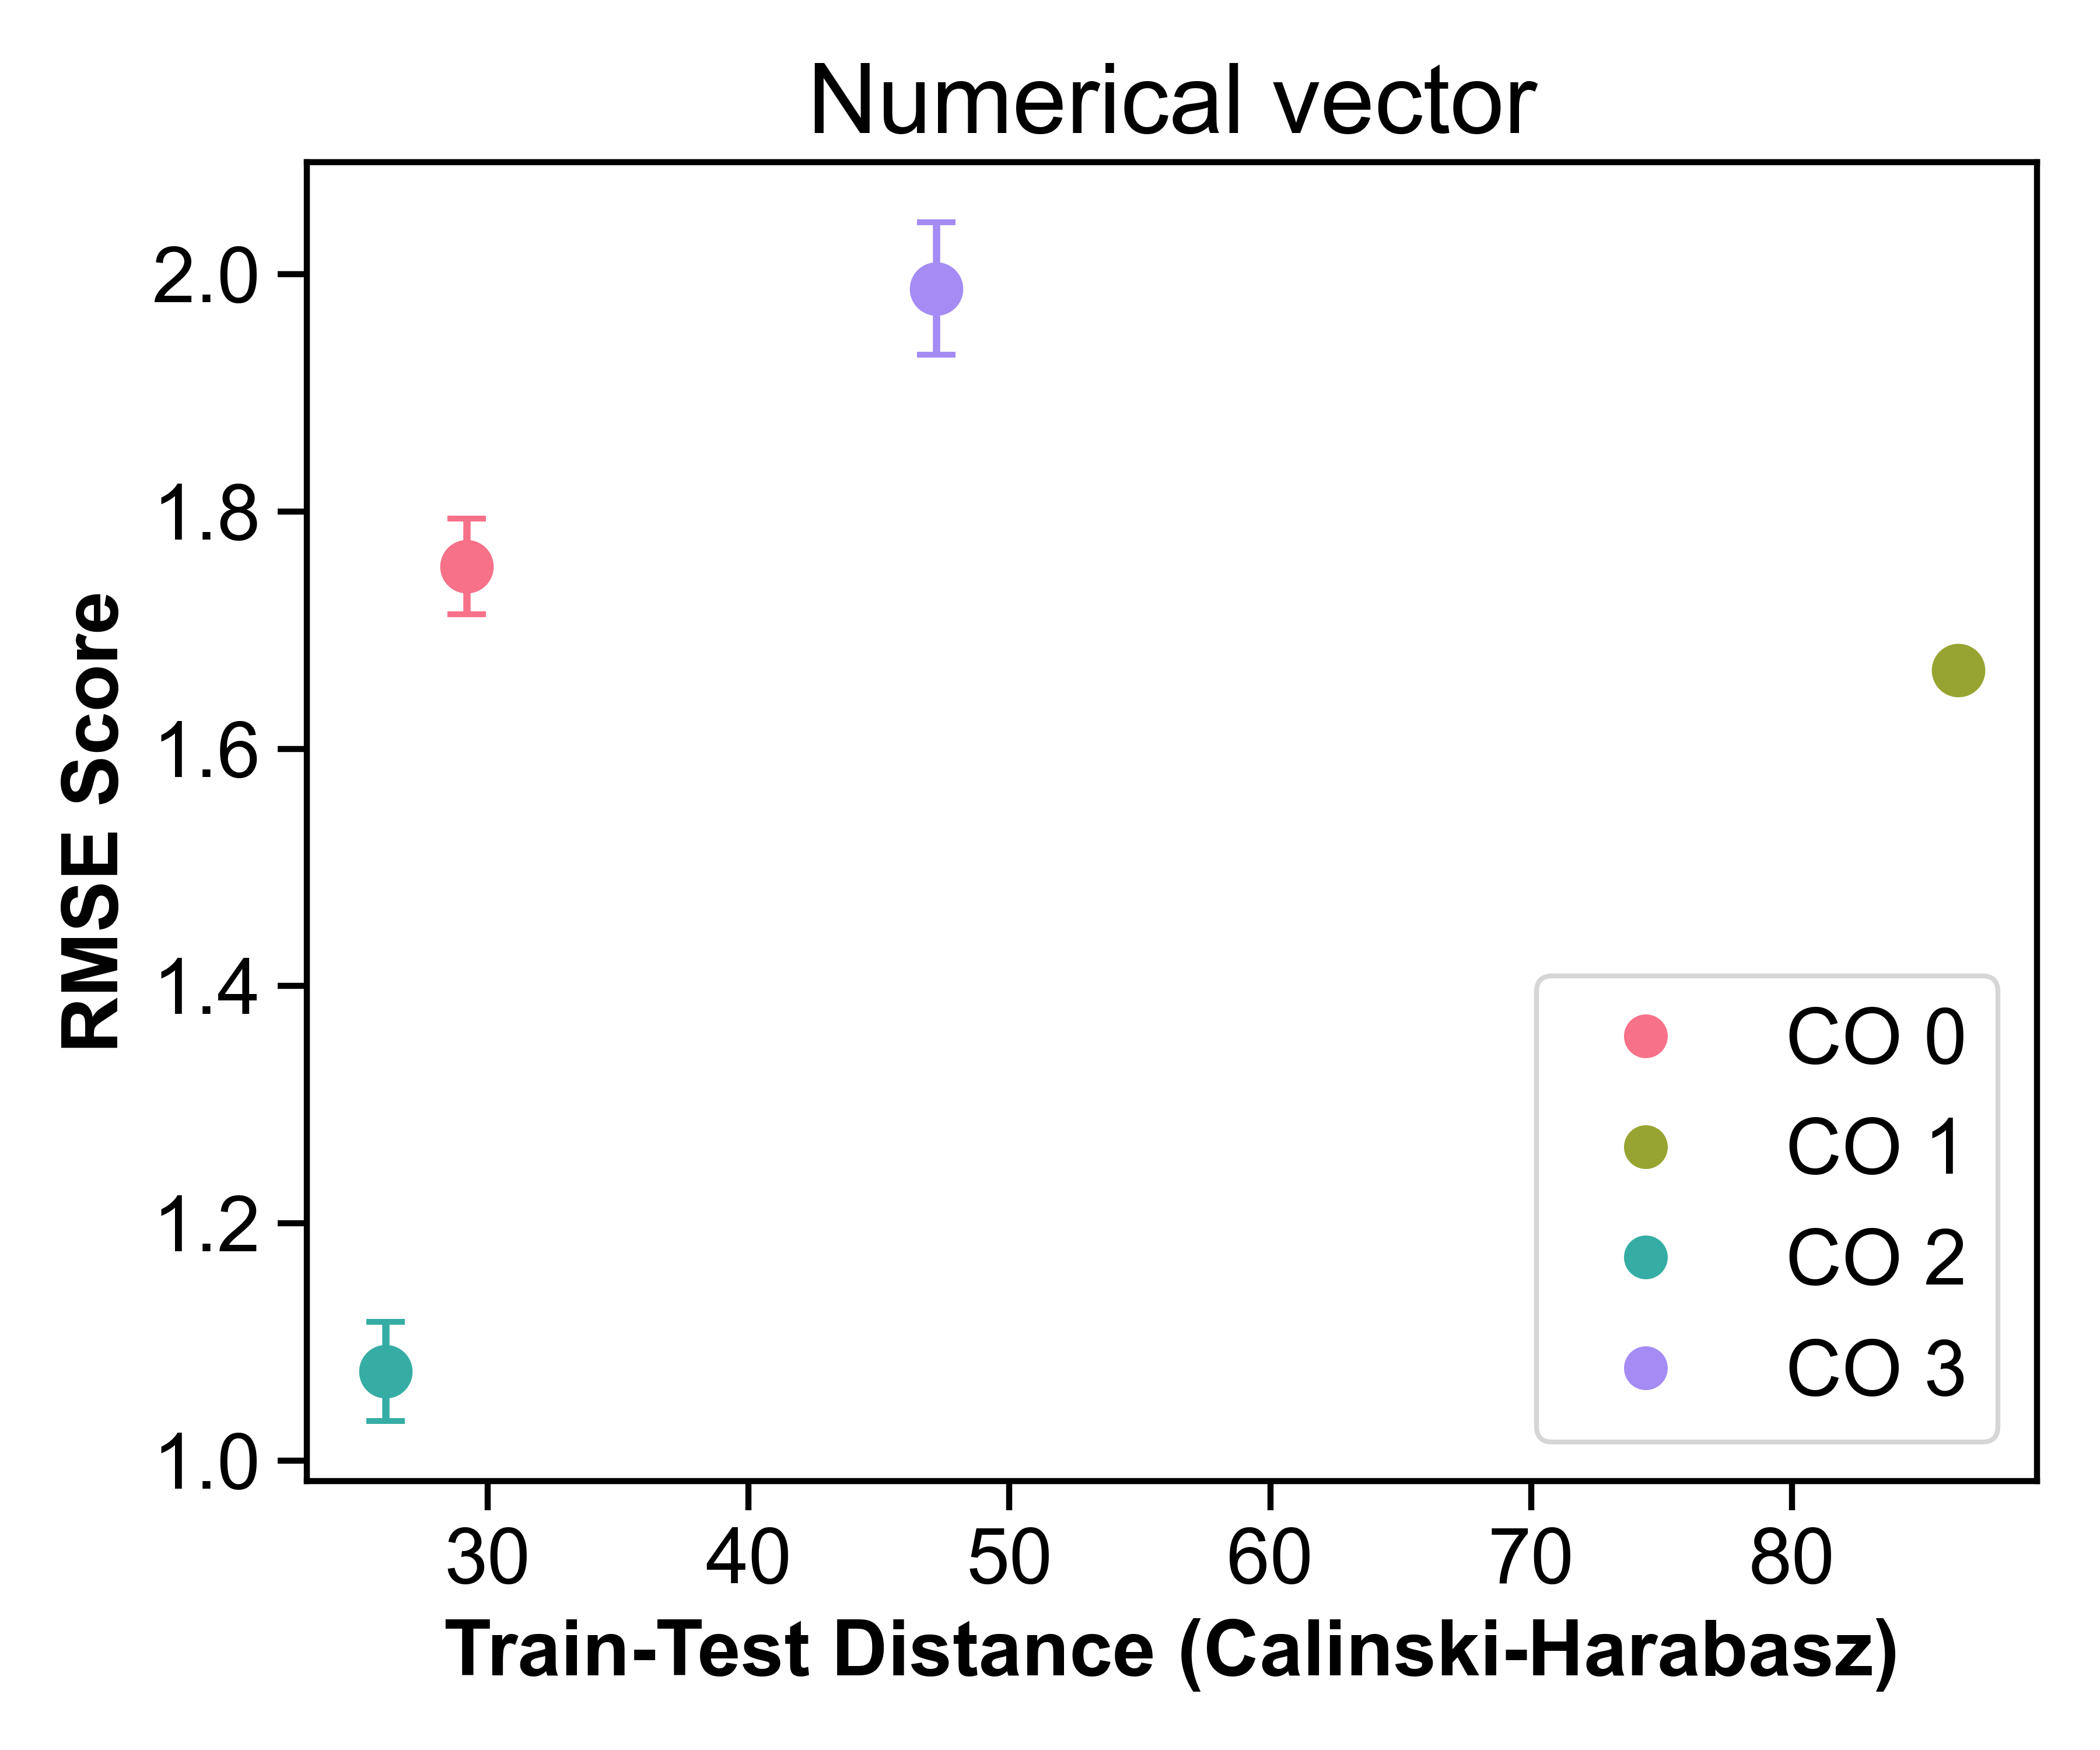 Numerical vector
RMSE Score
2.0
1.8
1.6
1.4
1.2
1.0
CO 0
CO 1
CO 2
CO 3
30 40 50 60 70 80
Train-Test Distance (Calinski-Harabasz)